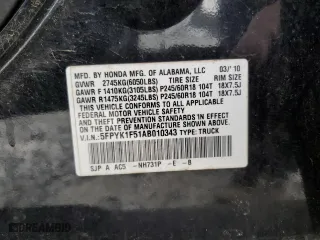 MFD. BY HONDA MFG. OF ALABAMA, LLC 03/10
GVWR 2745KG(6050LBS) TIRE SIZE RIM SIZE
GAWR F 1410KG(3105LBS) P245/60R18 104T 18X7.5J
GAWR R1475KG(3245LBS) P245/60R18 104T 18X7.5J
THIS VEHICLE CONFORMS TO ALL APPLICABLE
FEDERAL MOTOR VEHICLE SAFETY STANDARDS IN
EFFECT ON THE DATE OF MANUFACTURE SHOWN ABOVE.
V.I.N.: 5FPYK1F51AB010343 TYPE: TRUCK
SJP A AC5 NH731P E B